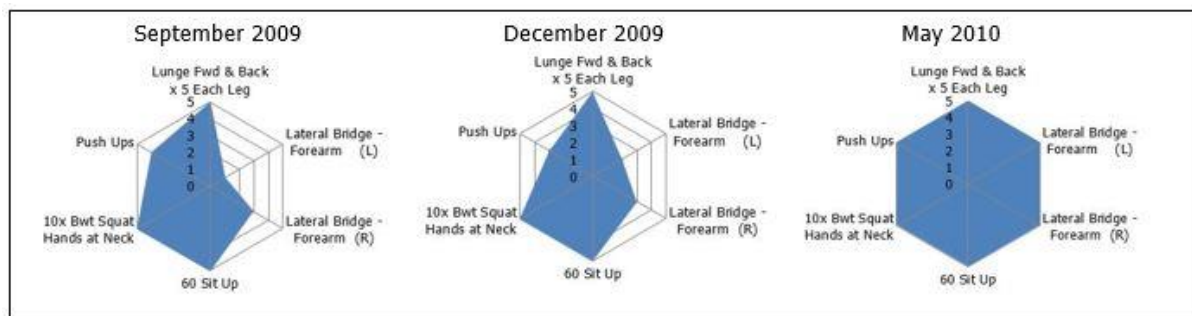 September 2009
Lunge Fwd & Back
x 5 Each Leg
5
4
3
2
1
0
Lateral Bridge -
Forearm (L)
Lateral Bridge -
Forearm (R)
60 Sit Up
10x Bwt Squat
Hands at Neck
Push Ups
December 2009
Lunge Fwd & Back
x 5 Each Leg
5
4
3
2
1
0
Lateral Bridge -
Forearm (L)
Lateral Bridge -
Forearm (R)
60 Sit Up
10x Bwt Squat
Hands at Neck
Push Ups
May 2010
Lunge Fwd & Back
x 5 Each Leg
5
4
3
2
1
0
Lateral Bridge -
Forearm (L)
Lateral Bridge -
Forearm (R)
60 Sit Up
10x Bwt Squat
Hands at Neck
Push Ups